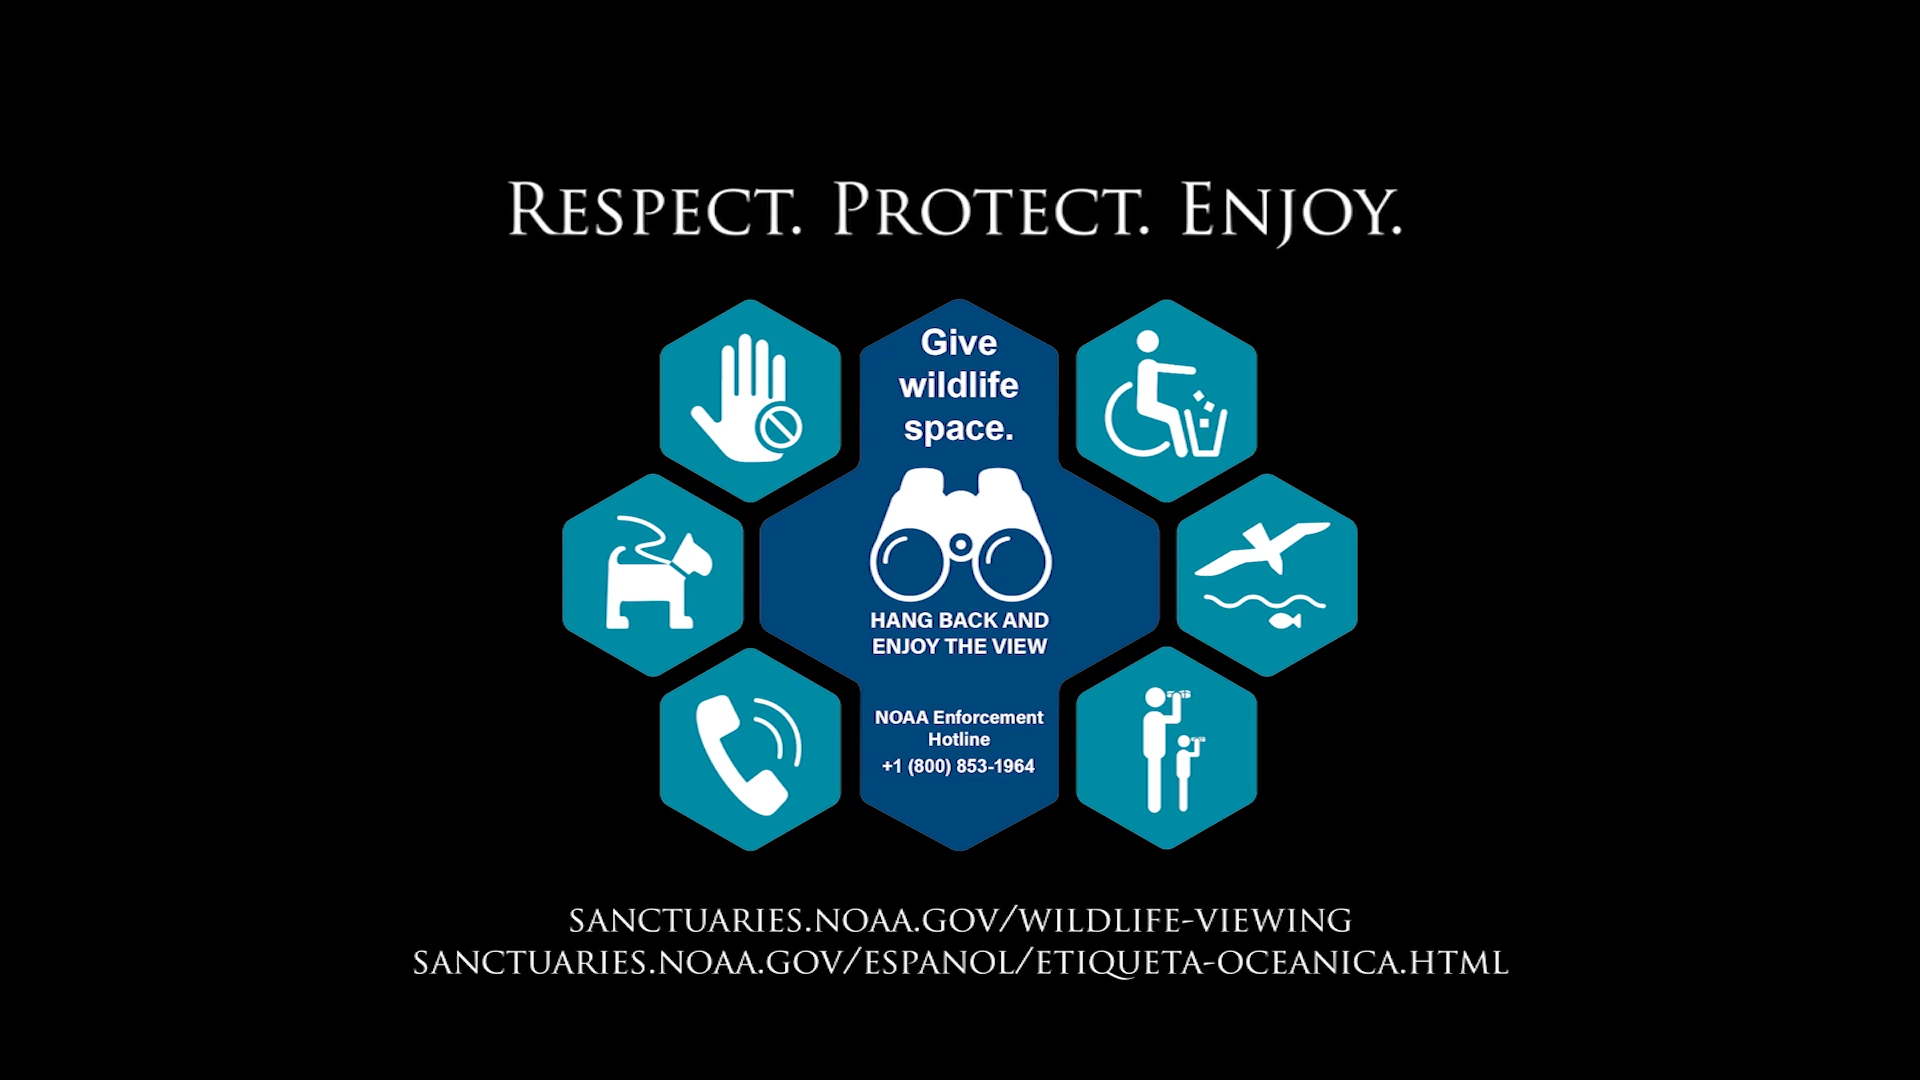 RESPECT. PROTECT. ENJOY.
Give
wildlife
space.
HANG BACK AND
ENJOY THE VIEW
NOAA Enforcement
Hotline
+1 (800) 853-1964
SANCTUARIES.NOAA.GOV/WILDLIFE-VIEWING
SANCTUARIES.NOAA.GOV/ESPANOL/ETIQUETA-OCEANICA.HTML